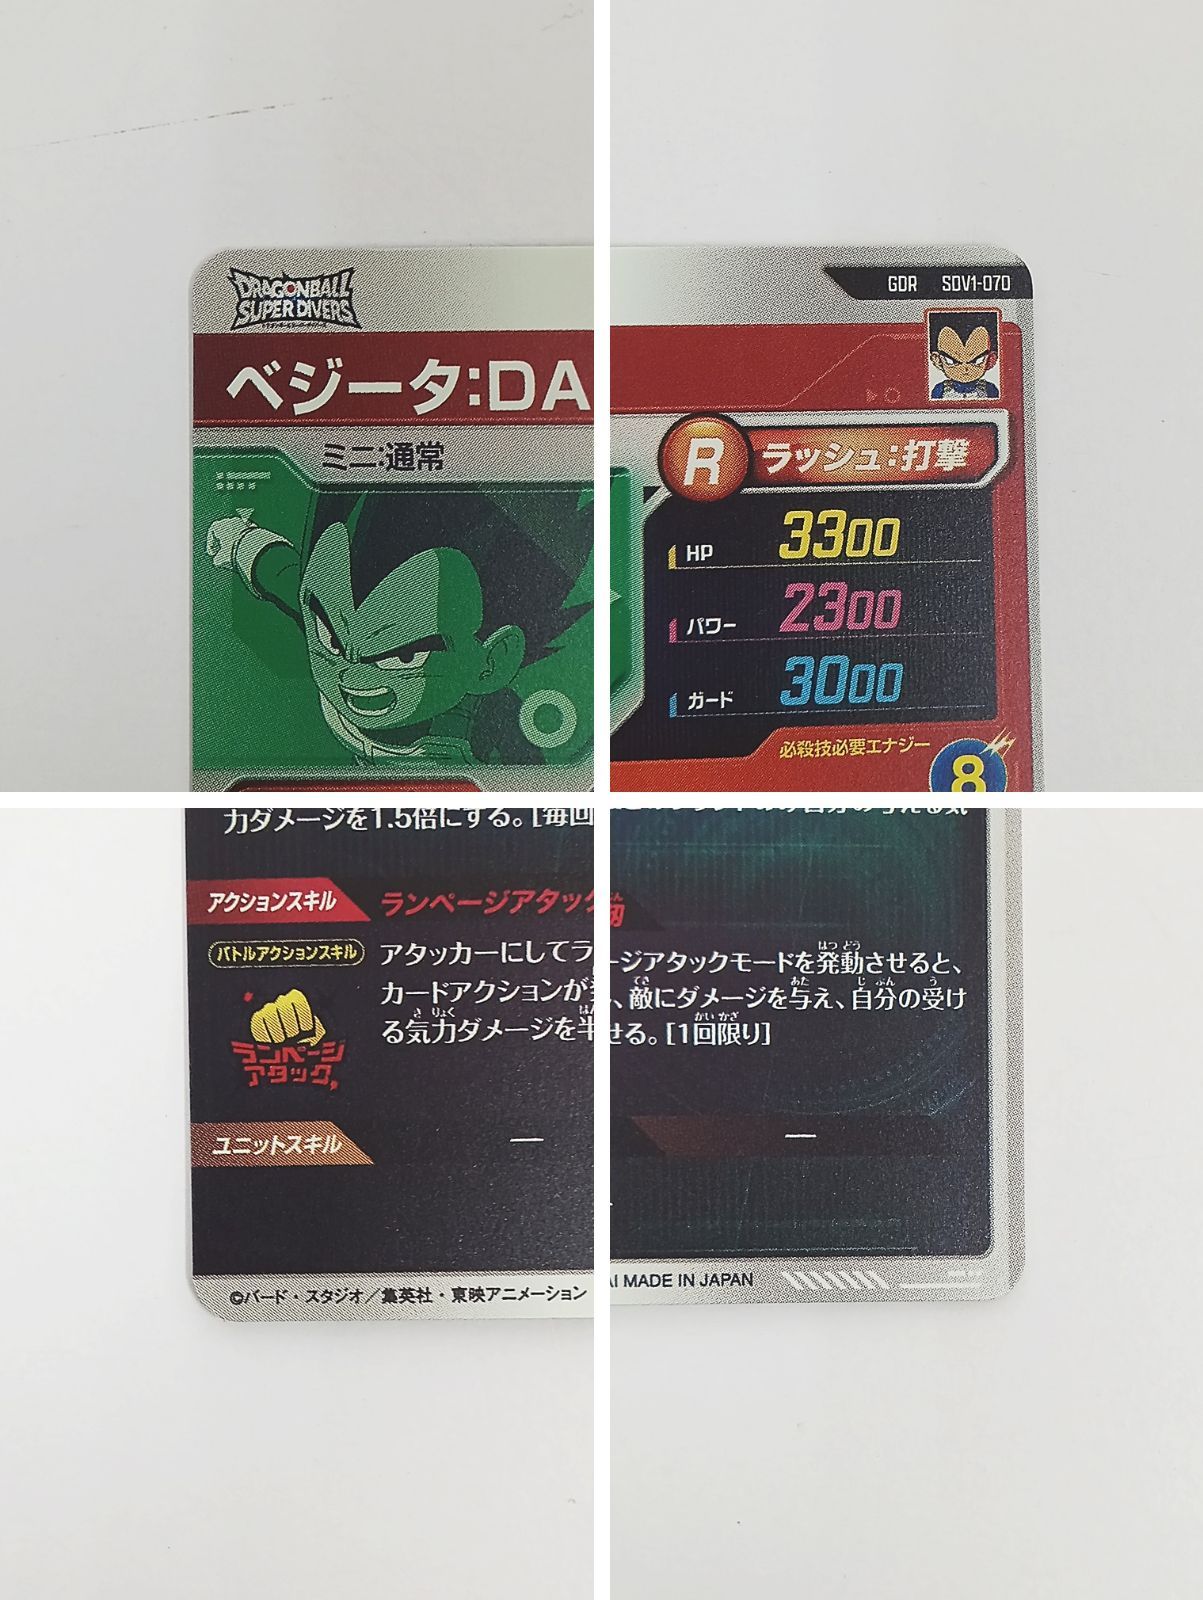 DRAGONBALL
SUPER DIVERS
GDR SDV1-070
ベジータ:DA
ミニ:通常
R ラッシュ:打撃
HP 3300
パワー 2300
ガード 3000
必殺技必要エナジー
8
力ダメージを1.5倍にする。[毎回
アクションスキル
ランページアタック
バトルアクションスキル
アタッカーにしてラ
ージアタックモードを発動させると、
カードアクションが
、敵にダメージを与え、自分の受け
る気力ダメージを半
せる。[1回限り]
ランページ
アタック
ユニットスキル
—
—
©バード・スタジオ／集英社・東映アニメーション
AI MADE IN JAPAN